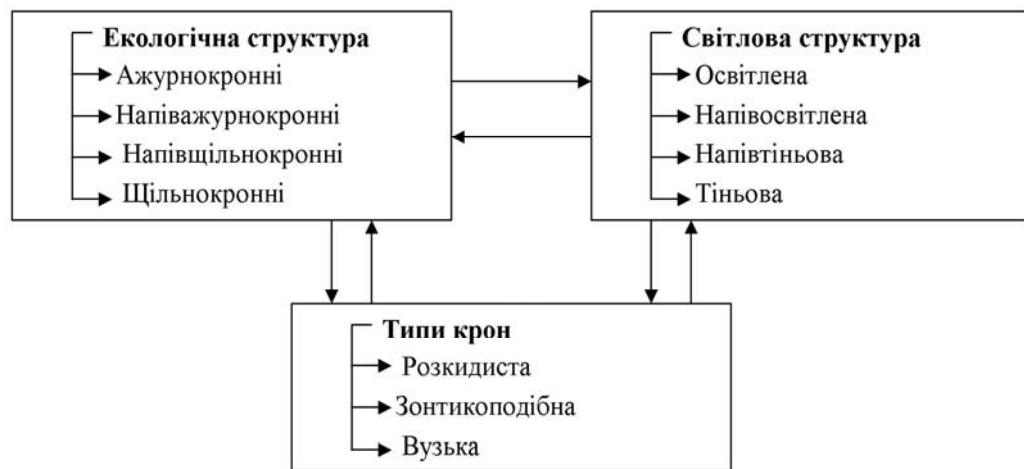 Екологічна структура
Ажурнокронні
Напіважурнокронні
Напівщільнокронні
Щільнокронні
Світлова структура
Освітлена
Напівосвітлена
Напівтіньова
Тіньова
Типи крон
Розкидиста
Зонтикоподібна
Вузька